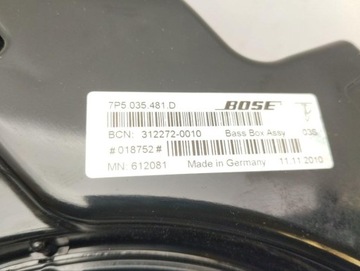 7P5.035.481.D BOSE
BCN: 312272-0010 Bass Box Assy 036
# 018752 #
MN: 612081 Made in Germany 11.11.2010